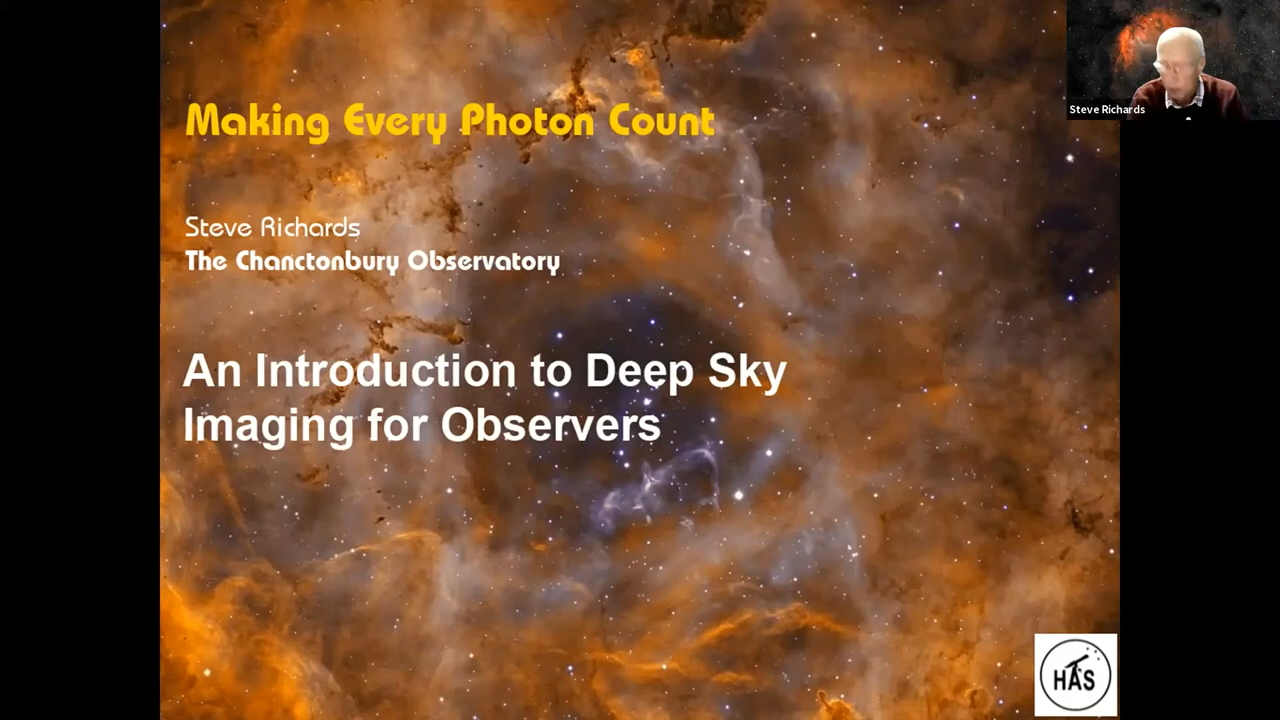 Making Every Photon Count
Steve Richards
Steve Richards
The Chanctonbury Observatory
An Introduction to Deep Sky
Imaging for Observers
HAS